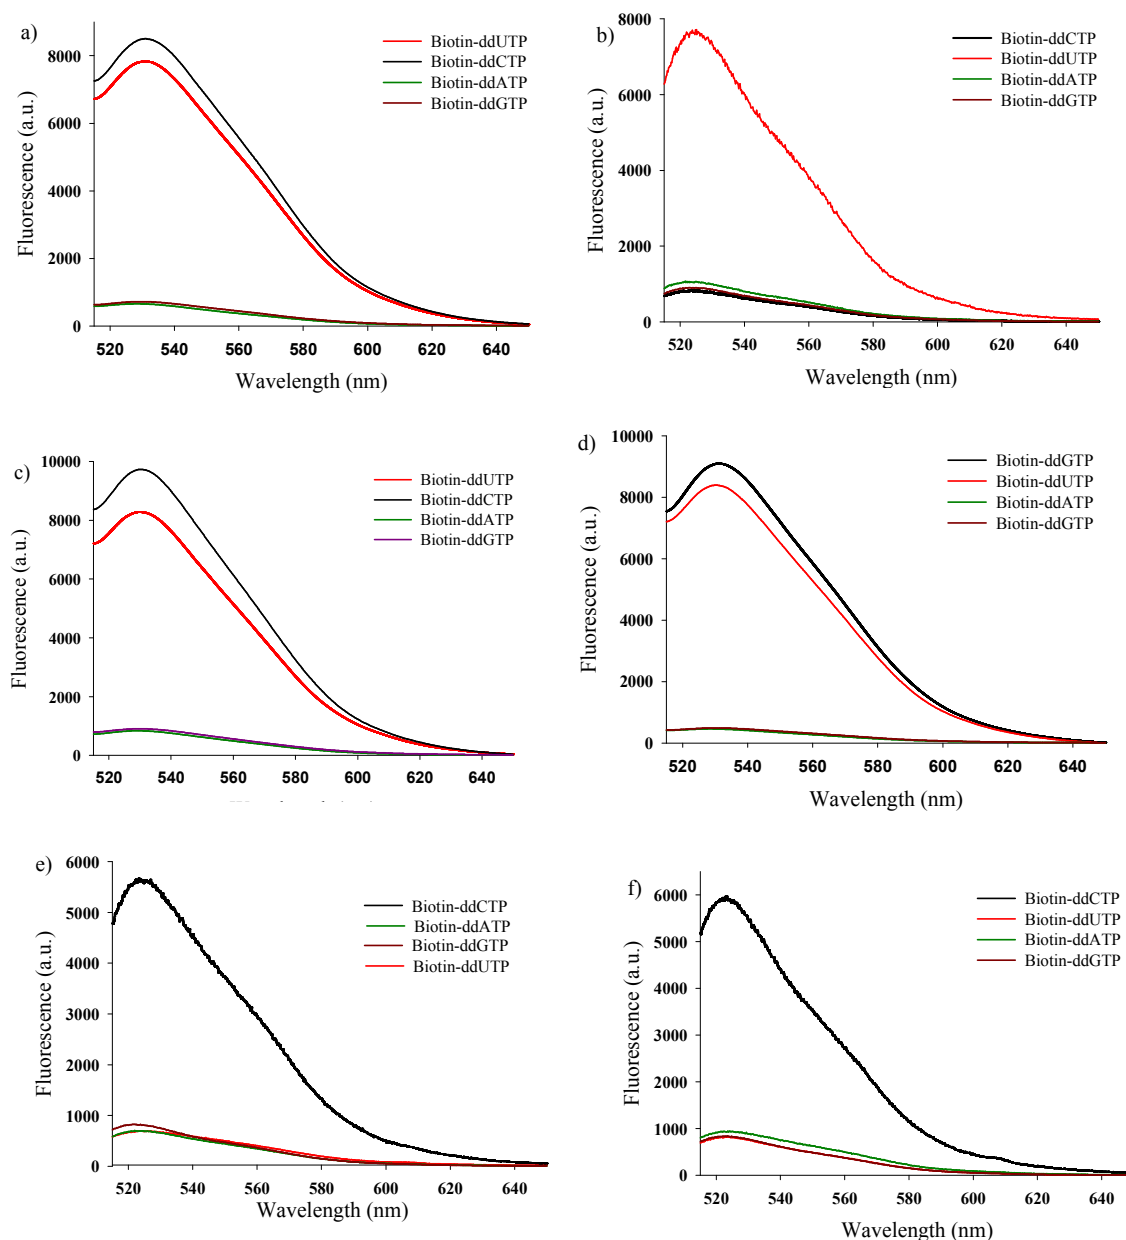 a)
Biotin-ddUTP
Biotin-ddCTP
Biotin-ddATP
Biotin-ddGTP
8000
6000
4000
2000
0
Fluorescence (a.u.)
520 540 560 580 600 620 640
Wavelength (nm)
b)
Biotin-ddCTP
Biotin-ddUTP
Biotin-ddATP
Biotin-ddGTP
8000
6000
4000
2000
0
Fluorescence (a.u.)
520 540 560 580 600 620 640
Wavelength (nm)
c)
Biotin-ddUTP
Biotin-ddCTP
Biotin-ddATP
Biotin-ddGTP
10000
8000
6000
4000
2000
0
Fluorescence (a.u.)
520 540 560 580 600 620 640
d)
Biotin-ddGTP
Biotin-ddUTP
Biotin-ddATP
Biotin-ddGTP
10000
8000
6000
4000
2000
0
Fluorescence (a.u.)
520 540 560 580 600 620 640
Wavelength (nm)
e)
Biotin-ddCTP
Biotin-ddATP
Biotin-ddGTP
Biotin-ddUTP
6000
5000
4000
3000
2000
1000
0
Fluorescence (a.u.)
520 540 560 580 600 620 640
Wavelength (nm)
f)
Biotin-ddCTP
Biotin-ddUTP
Biotin-ddATP
Biotin-ddGTP
6000
5000
4000
3000
2000
1000
0
Fluorescence (a.u.)
520 540 560 580 600 620 640
Wavelength (nm)